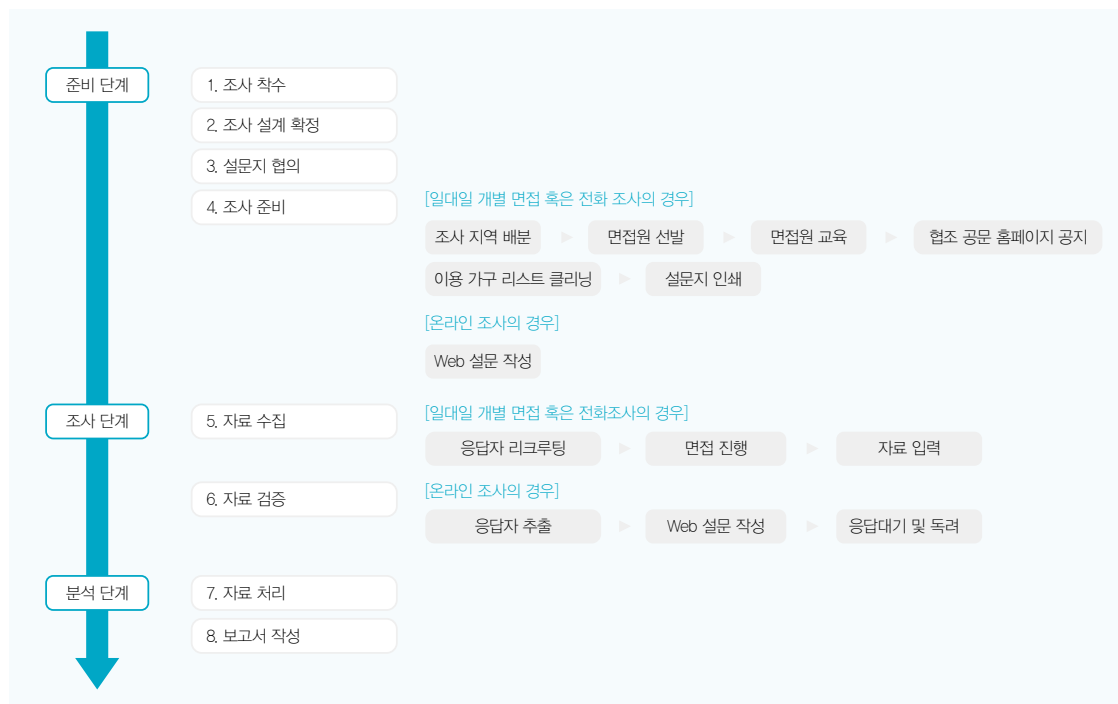 준비 단계
1. 조사 착수
2. 조사 설계 확정
3. 설문지 협의
4. 조사 준비
[일대일 개별 면접 혹은 전화 조사의 경우]
조사 지역 배분 ▶ 면접원 선발 ▶ 면접원 교육 ▶ 협조 공문 홈페이지 공지
이용 가구 리스트 클리닝 ▶ 설문지 인쇄
[온라인 조사의 경우]
Web 설문 작성
조사 단계
5. 자료 수집
[일대일 개별 면접 혹은 전화조사의 경우]
응답자 리크루팅 ▶ 면접 진행 ▶ 자료 입력
6. 자료 검증
[온라인 조사의 경우]
응답자 추출 ▶ Web 설문 작성 ▶ 응답대기 및 독려
분석 단계
7. 자료 처리
8. 보고서 작성